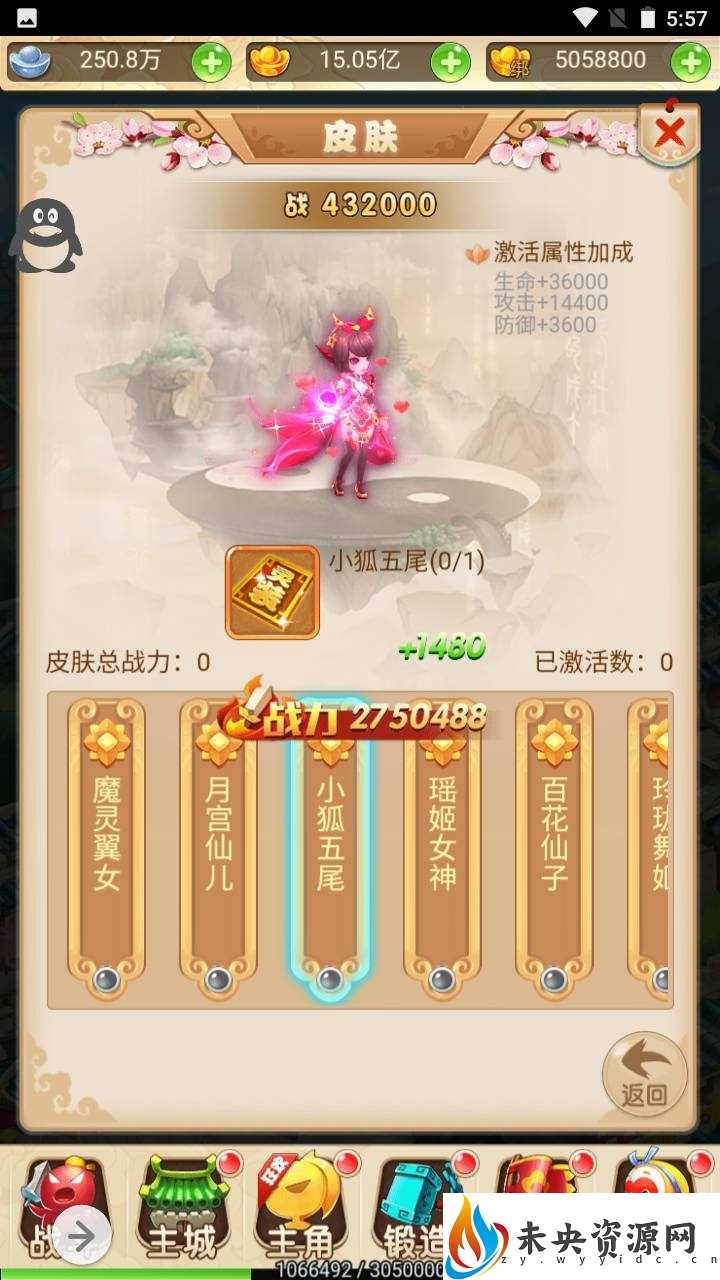 5:57
250.8万
15.05亿
绑
5058800
皮肤
战 432000
激活属性加成
生命+36000
攻击+14400
防御+3600
灵装
小狐五尾(0/1)
+1480
皮肤总战力：0
已激活数：0
战力 2750488
魔灵翼女
月宫仙儿
小狐五尾
瑶姬女神
百花仙子
返回
狂欢
主城
主角
锻造
1066492 / 3050000
未央资源网
zy.wyyidc.cn